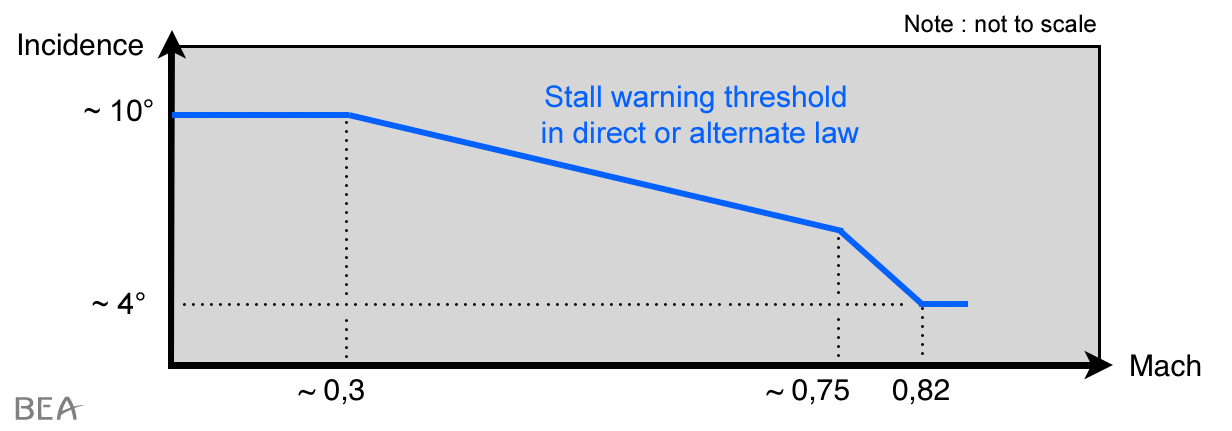 Note : not to scale
Incidence
~ 10°
Stall warning threshold
in direct or alternate law
~ 4°
Mach
~ 0,3
~ 0,75
0,82
BEA